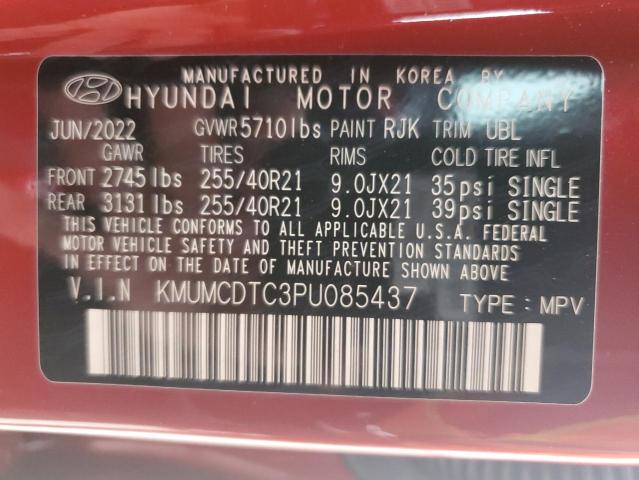 MANUFACTURED IN KOREA BY
HYUNDAI MOTOR COMPANY
JUN/2022 GVWR 5710lbs PAINT RJK TRIM UBL
GAWR TIRES RIMS COLD TIRE INFL
FRONT 2745lbs 255/40R21 9.0JX21 35psi SINGLE
REAR 3131lbs 255/40R21 9.0JX21 39psi SINGLE
THIS VEHICLE CONFORMS TO ALL APPLICABLE U.S.A. FEDERAL
MOTOR VEHICLE SAFETY AND THEFT PREVENTION STANDARDS
IN EFFECT ON THE DATE OF MANUFACTURE SHOWN ABOVE.
V.I.N KMUMCDTC3PU085437 TYPE: MPV